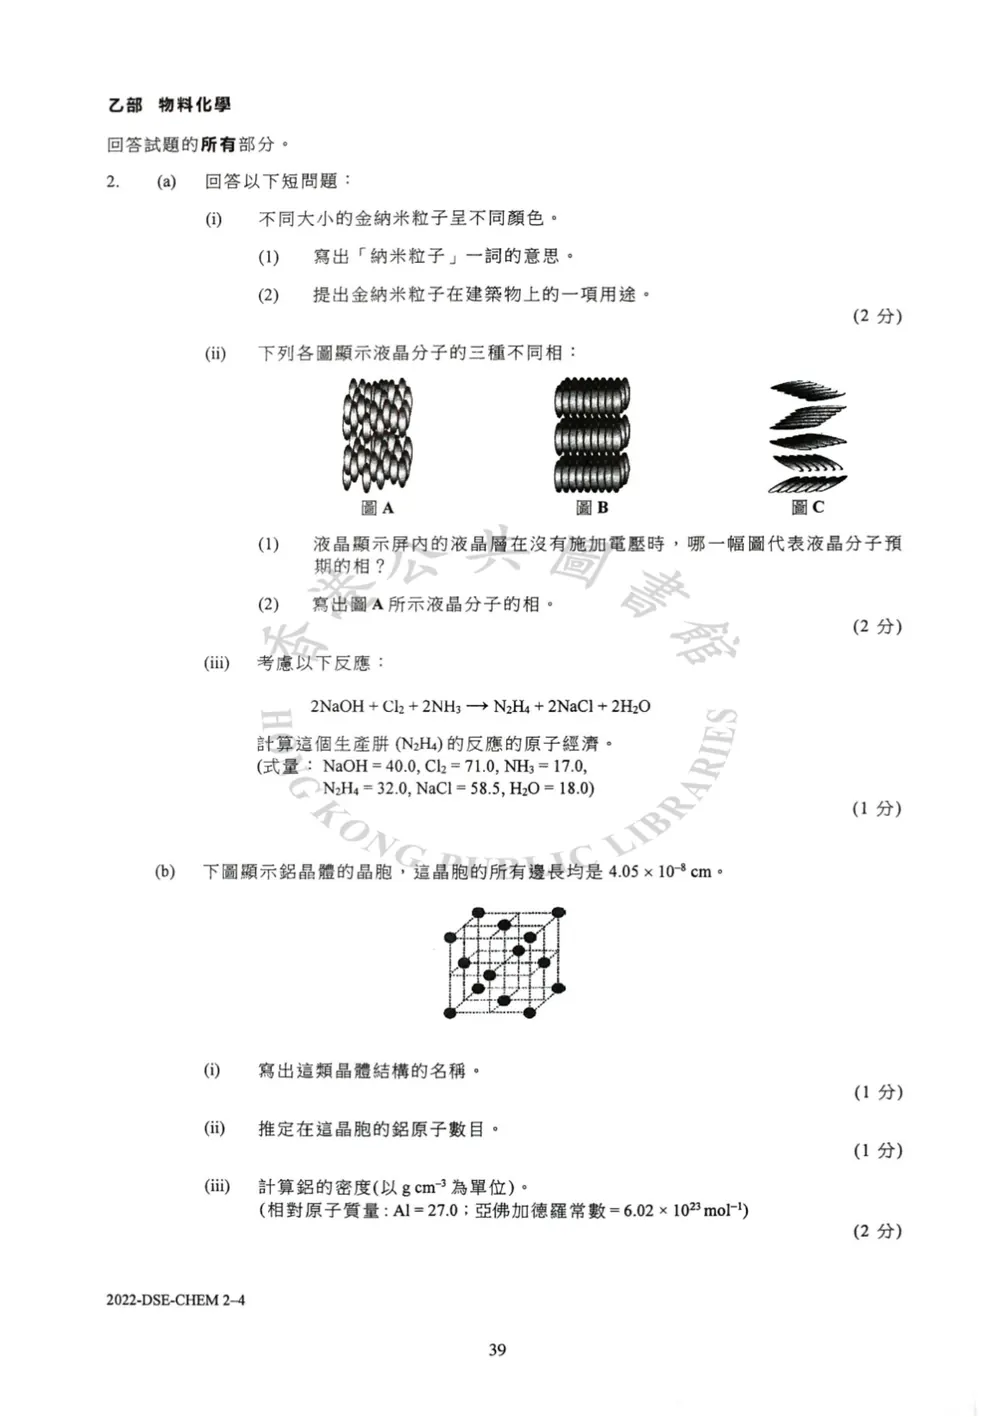 乙部 物料化學
回答試題的所有部分。
2. (a) 回答以下短問題：
(i) 不同大小的金納米粒子呈不同顏色。
(1) 寫出「納米粒子」一詞的意思。
(2) 提出金納米粒子在建築物上的一項用途。
(2 分)
(ii) 下列各圖顯示液晶分子的三種不同相：
圖 A 圖 B 圖 C
(1) 液晶顯示屏內的液晶層在沒有施加電壓時，哪一幅圖代表液晶分子預
期的相？
(2) 寫出圖 A 所示液晶分子的相。
(2 分)
(iii) 考慮以下反應：
2NaOH + Cl₂ + 2NH₃ ⟶ N₂H₄ + 2NaCl + 2H₂O
計算這個生產肼 (N₂H₄) 的反應的原子經濟。
(式量： NaOH = 40.0, Cl₂ = 71.0, NH₃ = 17.0,
N₂H₄ = 32.0, NaCl = 58.5, H₂O = 18.0)
(1 分)
香港公共圖書館
HONG KONG PUBLIC LIBRARIES
(b) 下圖顯示鋁晶體的晶胞，這晶胞的所有邊長均是 4.05 × 10⁻⁸ cm。
(i) 寫出這類晶體結構的名稱。
(1 分)
(ii) 推定在這晶胞的鋁原子數目。
(1 分)
(iii) 計算鋁的密度(以 g cm⁻³ 為單位)。
(相對原子質量 : Al = 27.0；亞佛加德羅常數 = 6.02 × 10²³ mol⁻¹)
(2 分)
2022-DSE-CHEM 2–4
39